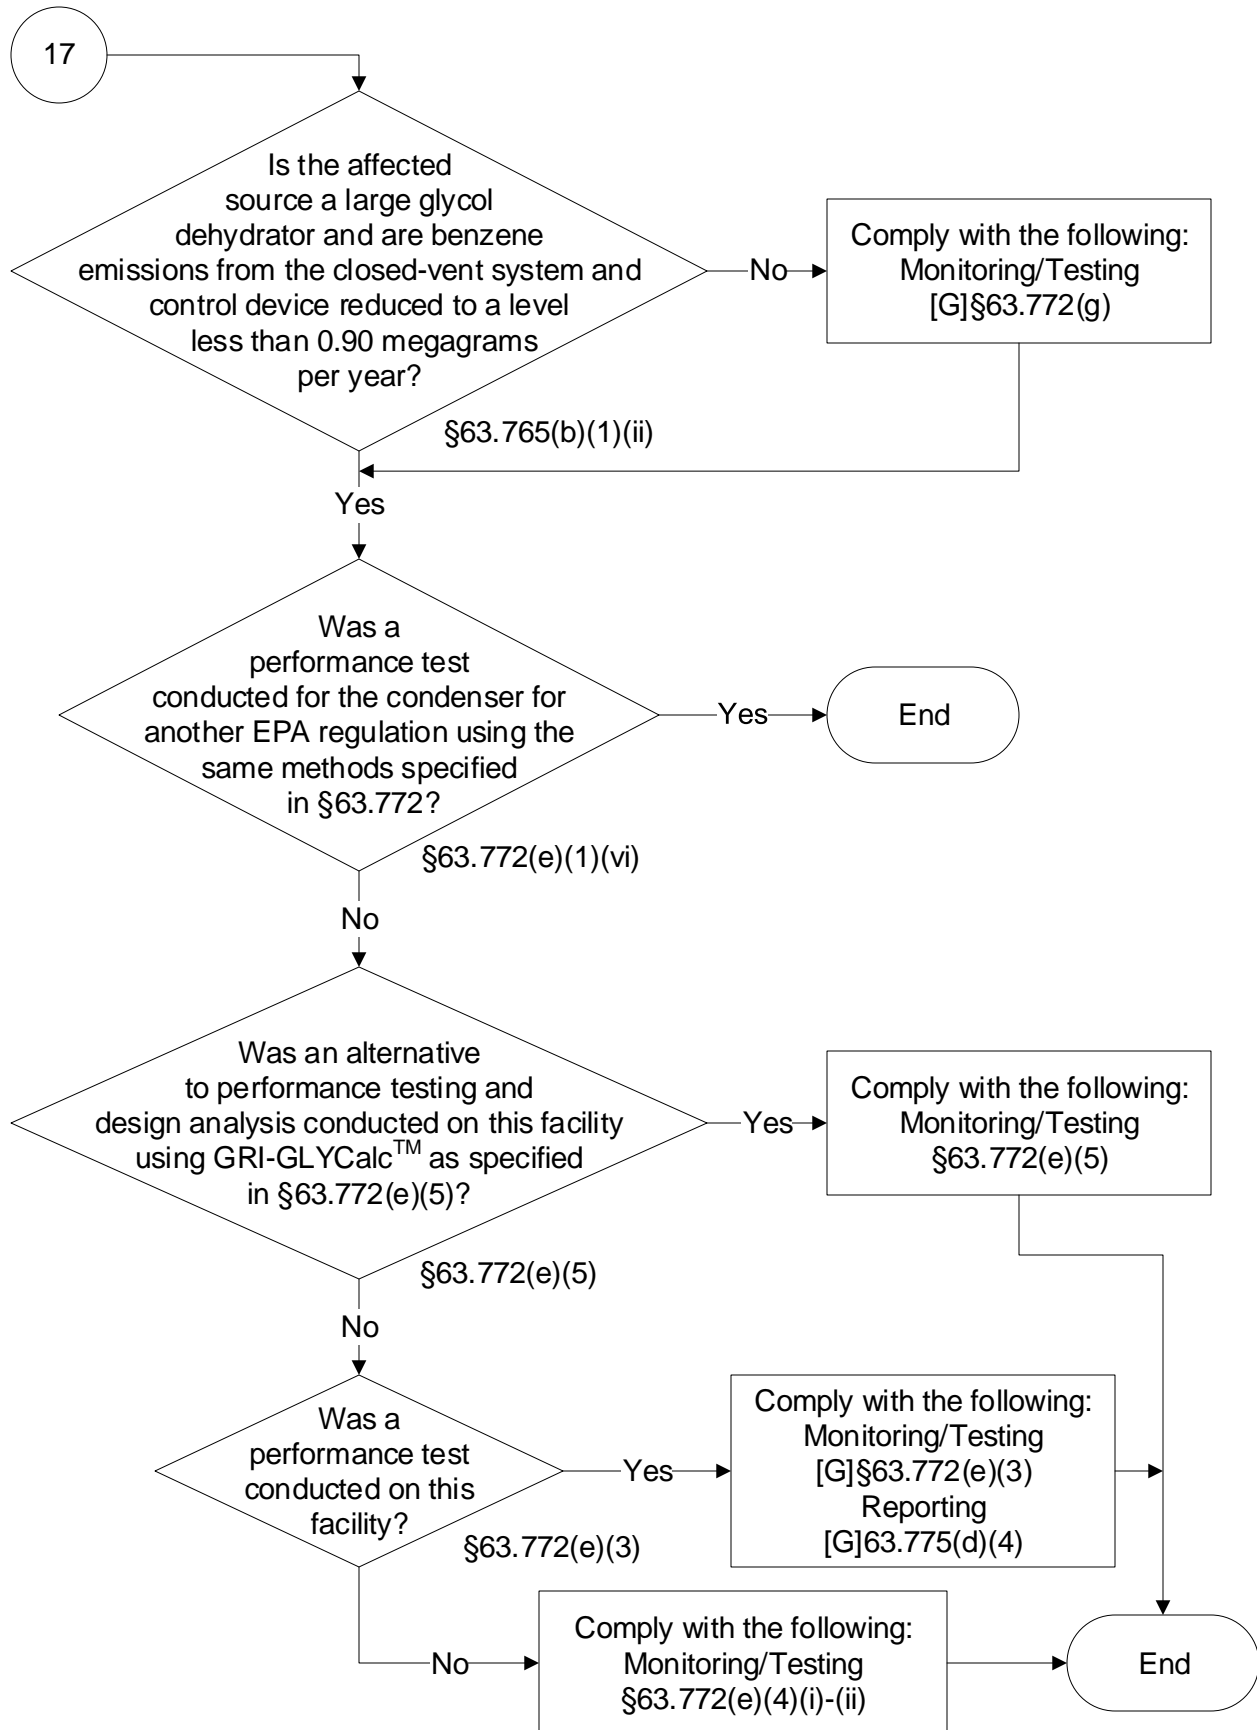 17
Is the affected
source a large glycol
dehydrator and are benzene
emissions from the closed-vent system and
control device reduced to a level
less than 0.90 megagrams
per year?
No
Comply with the following:
Monitoring/Testing
[G]§63.772(g)
§63.765(b)(1)(ii)
Yes
Was a
performance test
conducted for the condenser for
another EPA regulation using the
same methods specified
in §63.772?
Yes
End
§63.772(e)(1)(vi)
No
Was an alternative
to performance testing and
design analysis conducted on this facility
using GRI-GLYCalc™ as specified
in §63.772(e)(5)?
Yes
Comply with the following:
Monitoring/Testing
§63.772(e)(5)
§63.772(e)(5)
No
Was a
performance test
conducted on this
facility?
Yes
Comply with the following:
Monitoring/Testing
[G]§63.772(e)(3)
Reporting
[G]63.775(d)(4)
§63.772(e)(3)
No
Comply with the following:
Monitoring/Testing
§63.772(e)(4)(i)-(ii)
End